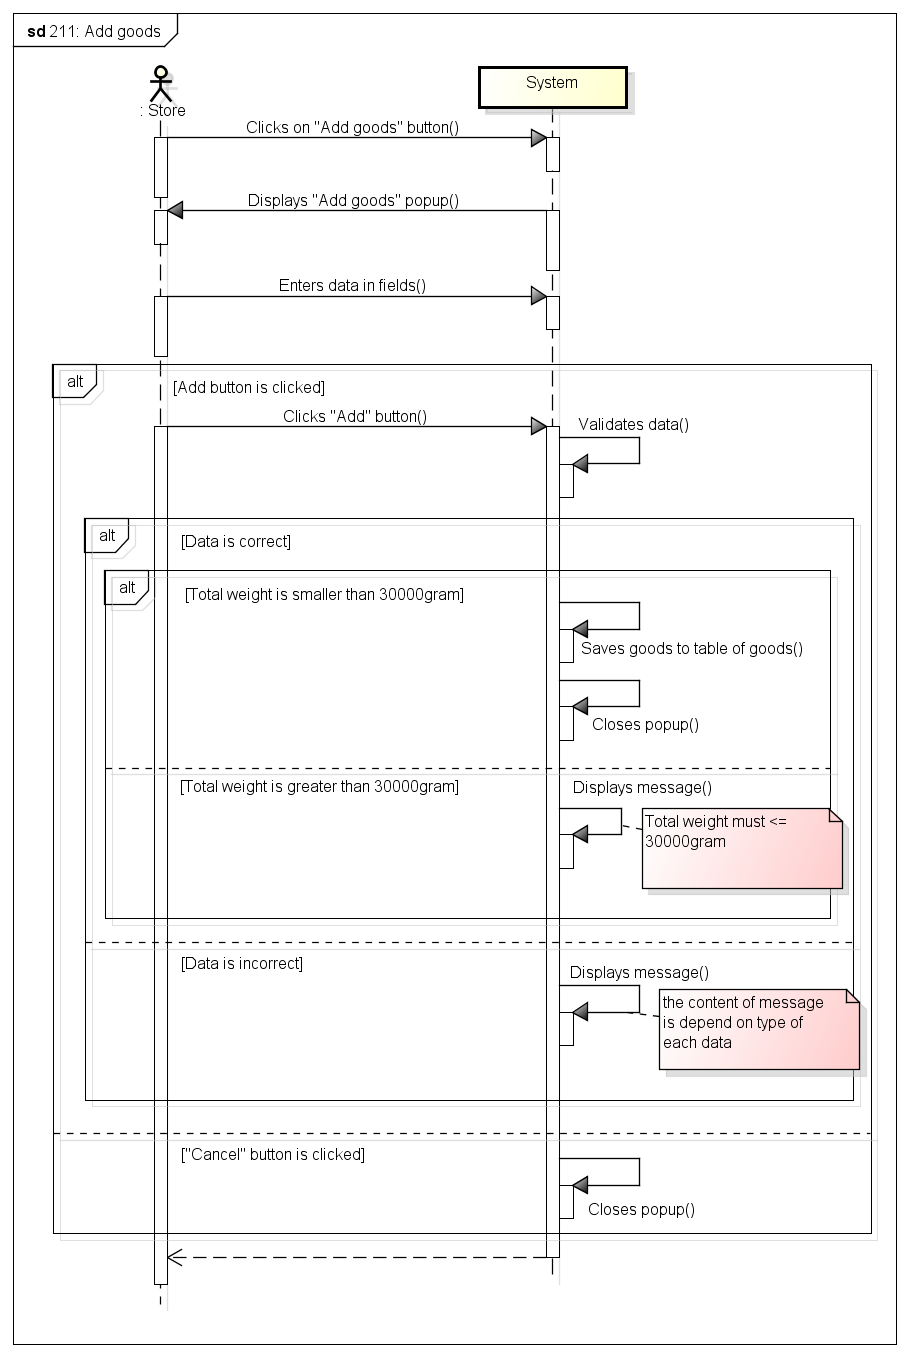 sd 211: Add goods
: Store
System
Clicks on "Add goods" button()
Displays "Add goods" popup()
Enters data in fields()
alt
[Add button is clicked]
Clicks "Add" button()
Validates data()
alt
[Data is correct]
alt
[Total weight is smaller than 30000gram]
Saves goods to table of goods()
Closes popup()
[Total weight is greater than 30000gram]
Displays message()
Total weight must <=
30000gram
[Data is incorrect]
Displays message()
the content of message
is depend on type of
each data
["Cancel" button is clicked]
Closes popup()